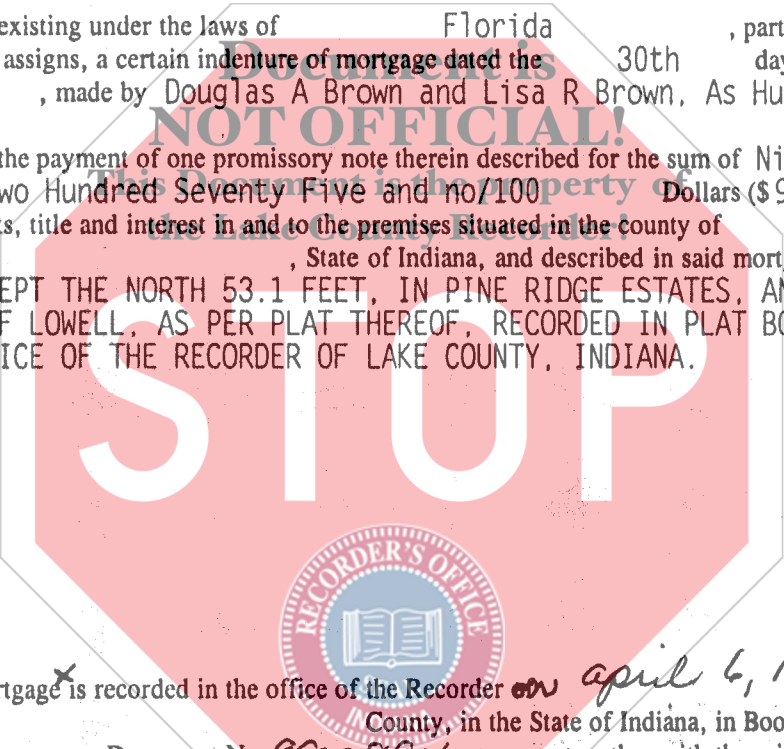 existing under the laws of Florida , part
assigns, a certain indenture of mortgage dated the 30th day
Document is
, made by Douglas A Brown and Lisa R Brown, As Hu
NOT OFFICIAL!
the payment of one promissory note therein described for the sum of Ni
This Document is the property of
wo Hundred Seventy Five and no/100 Dollars ($9
s, title and interest in and to the premises situated in the county of
the Lake County Recorder!
, State of Indiana, and described in said mort
EPT THE NORTH 53.1 FEET, IN PINE RIDGE ESTATES, AN
F LOWELL, AS PER PLAT THEREOF, RECORDED IN PLAT BO
ICE OF THE RECORDER OF LAKE COUNTY, INDIANA.
STOP
RECORDER'S OFFICE
rtgage is recorded in the office of the Recorder on april 6, 1
County, in the State of Indiana, in Boo